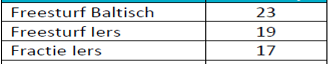 Freesturf Baltisch 23
Freesturf Iers 19
Fractie Iers 17